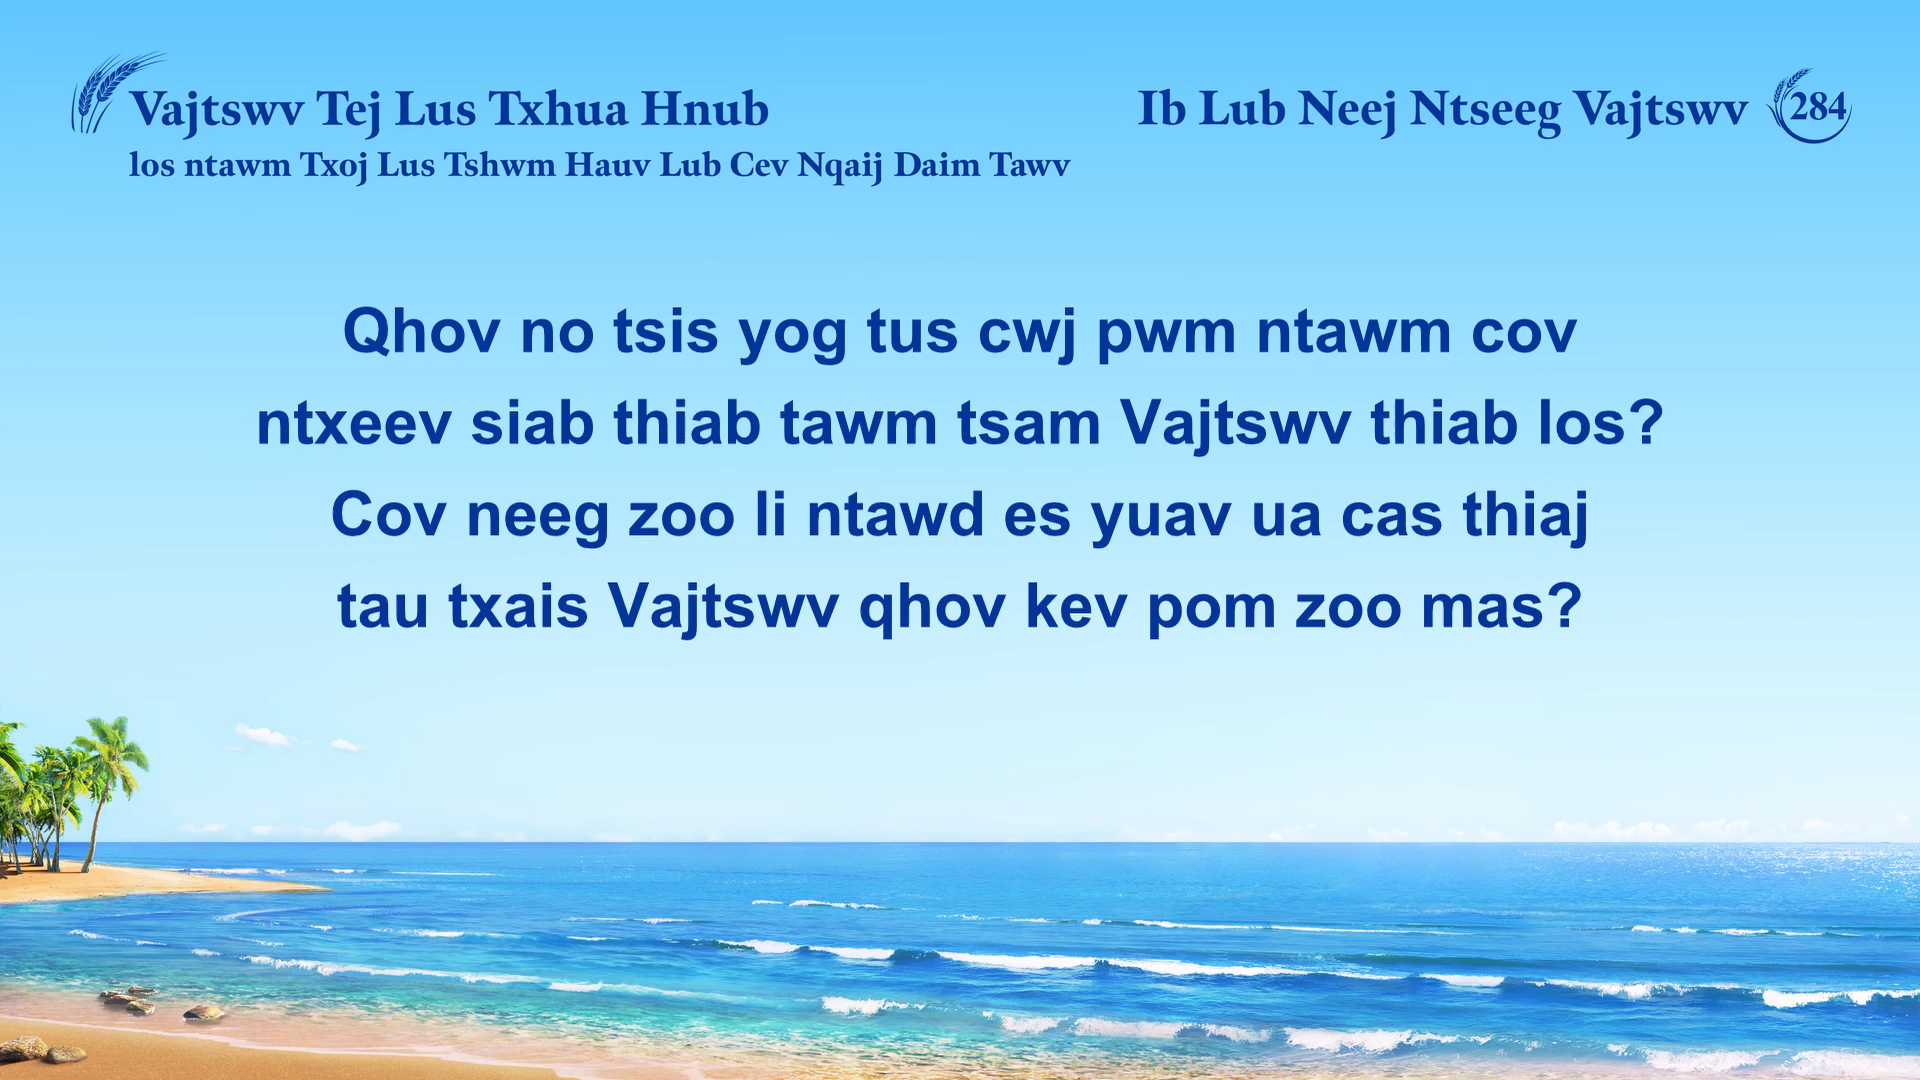 Vajtswv Tej Lus Txhua Hnub
los ntawm Txoj Lus Tshwm Hauv Lub Cev Nqaij Daim Tawv
Ib Lub Neej Ntseeg Vajtswv 284
Qhov no tsis yog tus cwj pwm ntawm cov
ntxeev siab thiab tawm tsam Vajtswv thiab los?
Cov neeg zoo li ntawd es yuav ua cas thiaj
tau txais Vajtswv qhov kev pom zoo mas?